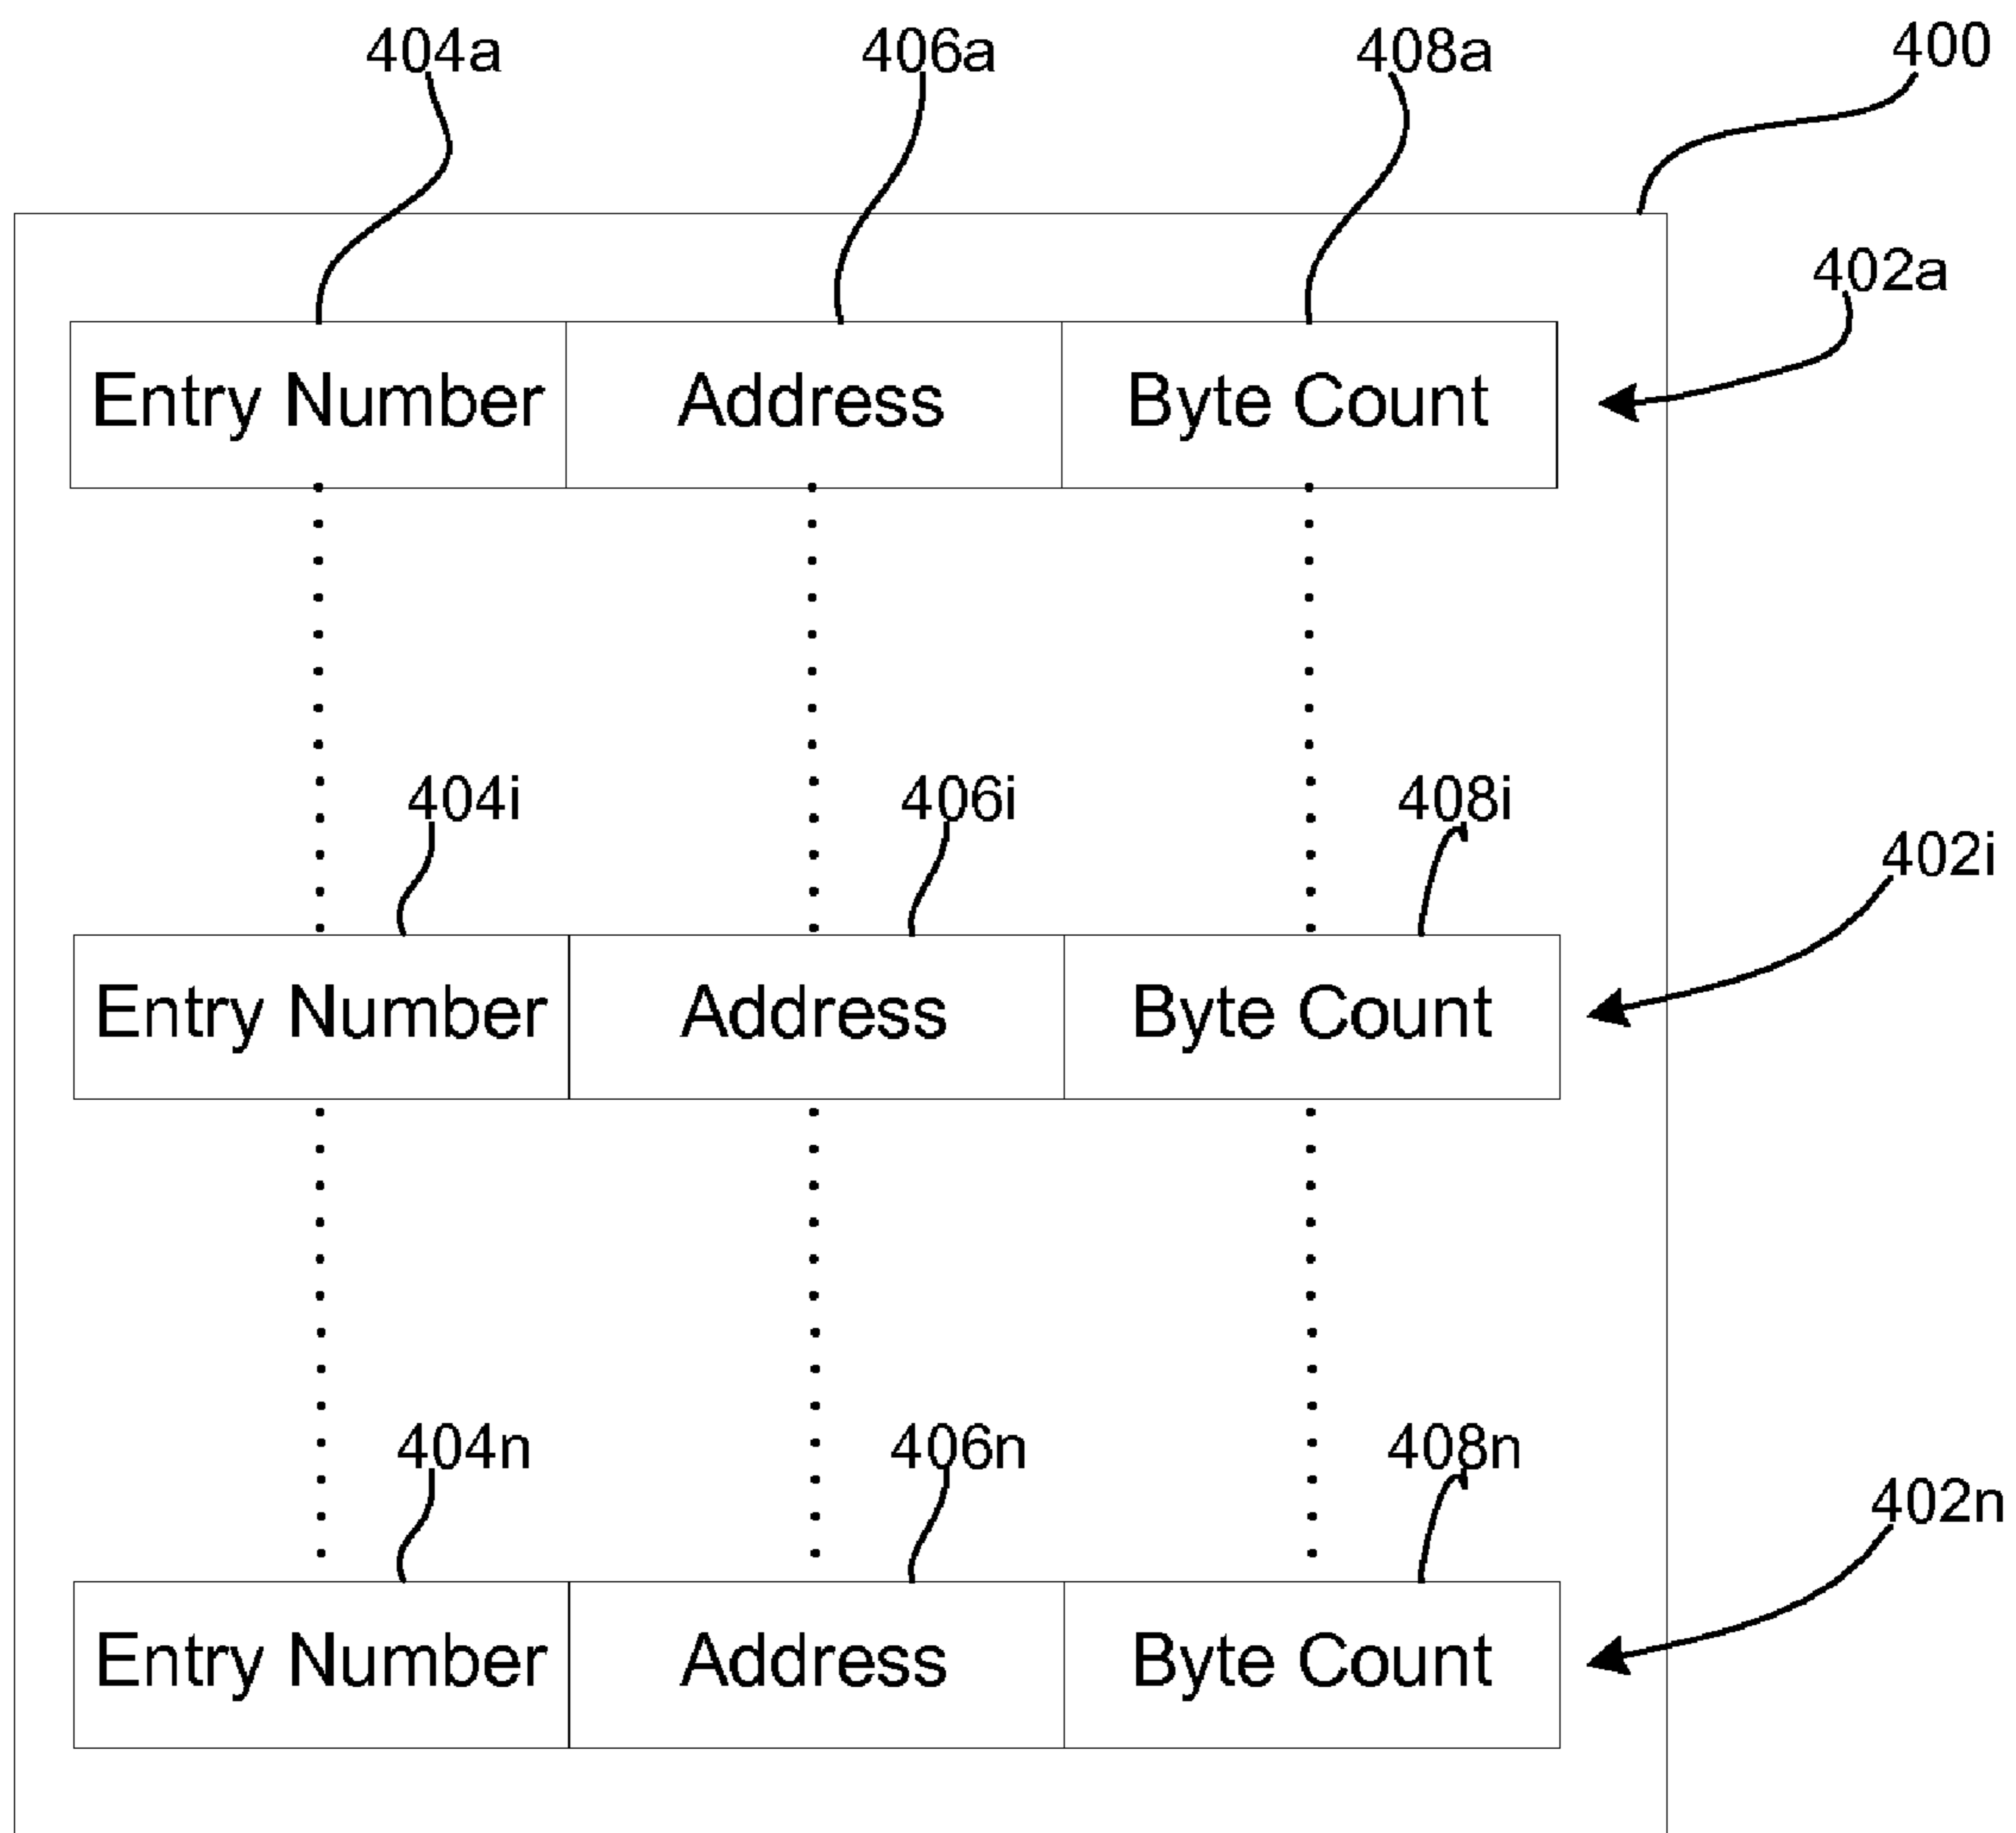 404a 406a 408a 400
402a
Entry Number Address Byte Count
404i 406i 408i
402i
Entry Number Address Byte Count
404n 406n 408n
402n
Entry Number Address Byte Count